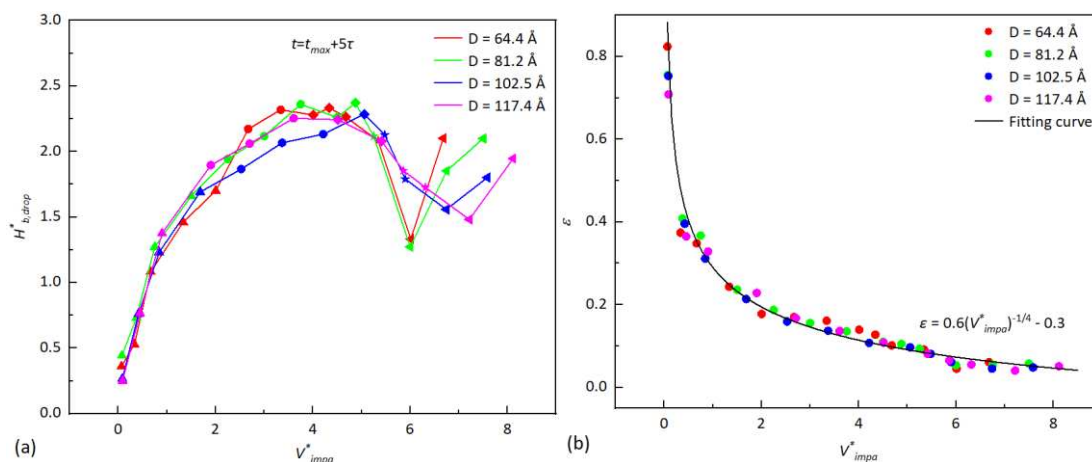 3.0
2.5
2.0
1.5
1.0
0.5
0.0
H*b,drop
t=tmax+5τ
D = 64.4 Å
D = 81.2 Å
D = 102.5 Å
D = 117.4 Å
0 2 4 6 8
(a)
V*impa
0.8
0.6
0.4
0.2
0.0
ε
D = 64.4 Å
D = 81.2 Å
D = 102.5 Å
D = 117.4 Å
Fitting curve
ε = 0.6(V*impa)-1/4 - 0.3
0 2 4 6 8
(b)
V*impa